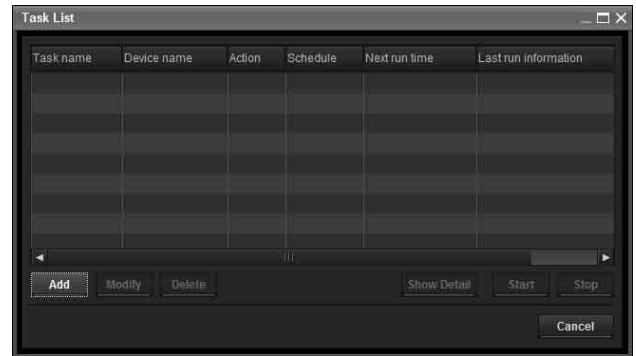 Task List
Task name Device name Action Schedule Next run time Last run information
Add Modify Delete Show Detail Start Stop
Cancel